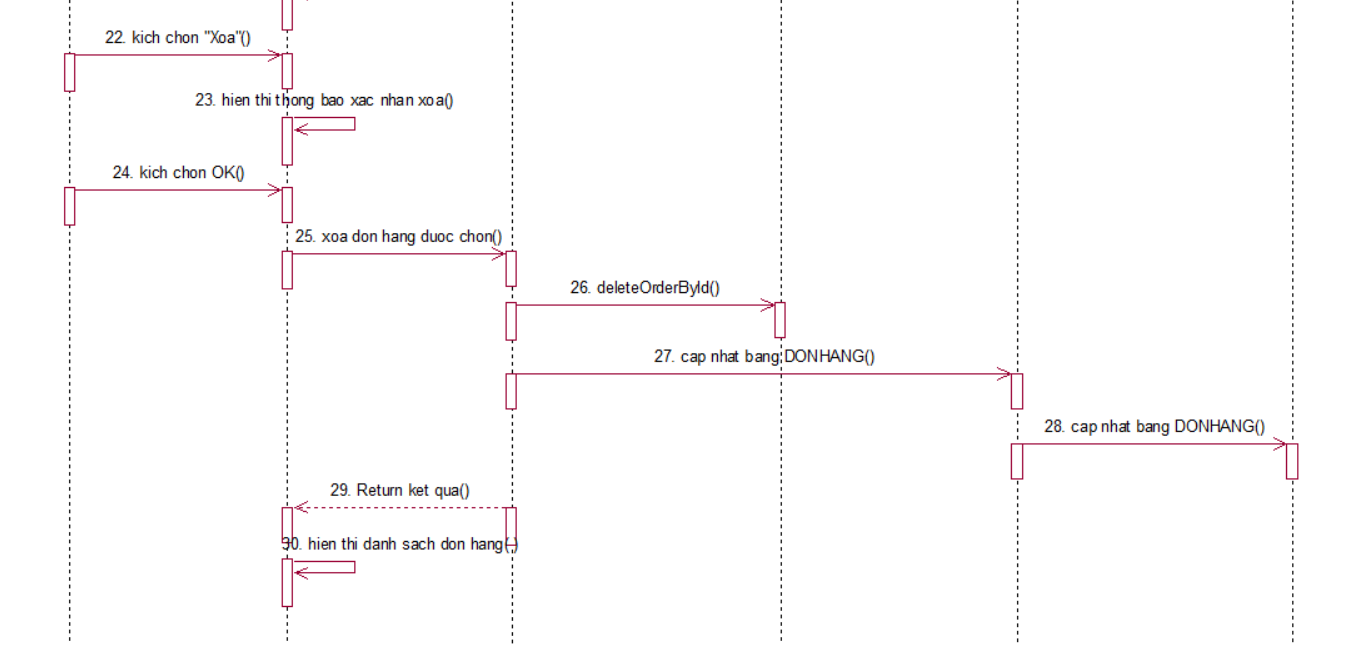 22. kich chon "Xoa"()
23. hien thi thong bao xac nhan xoa()
24. kich chon OK()
25. xoa don hang duoc chon()
26. deleteOrderById()
27. cap nhat bang DONHANG()
28. cap nhat bang DONHANG()
29. Return ket qua()
30. hien thi danh sach don hang()